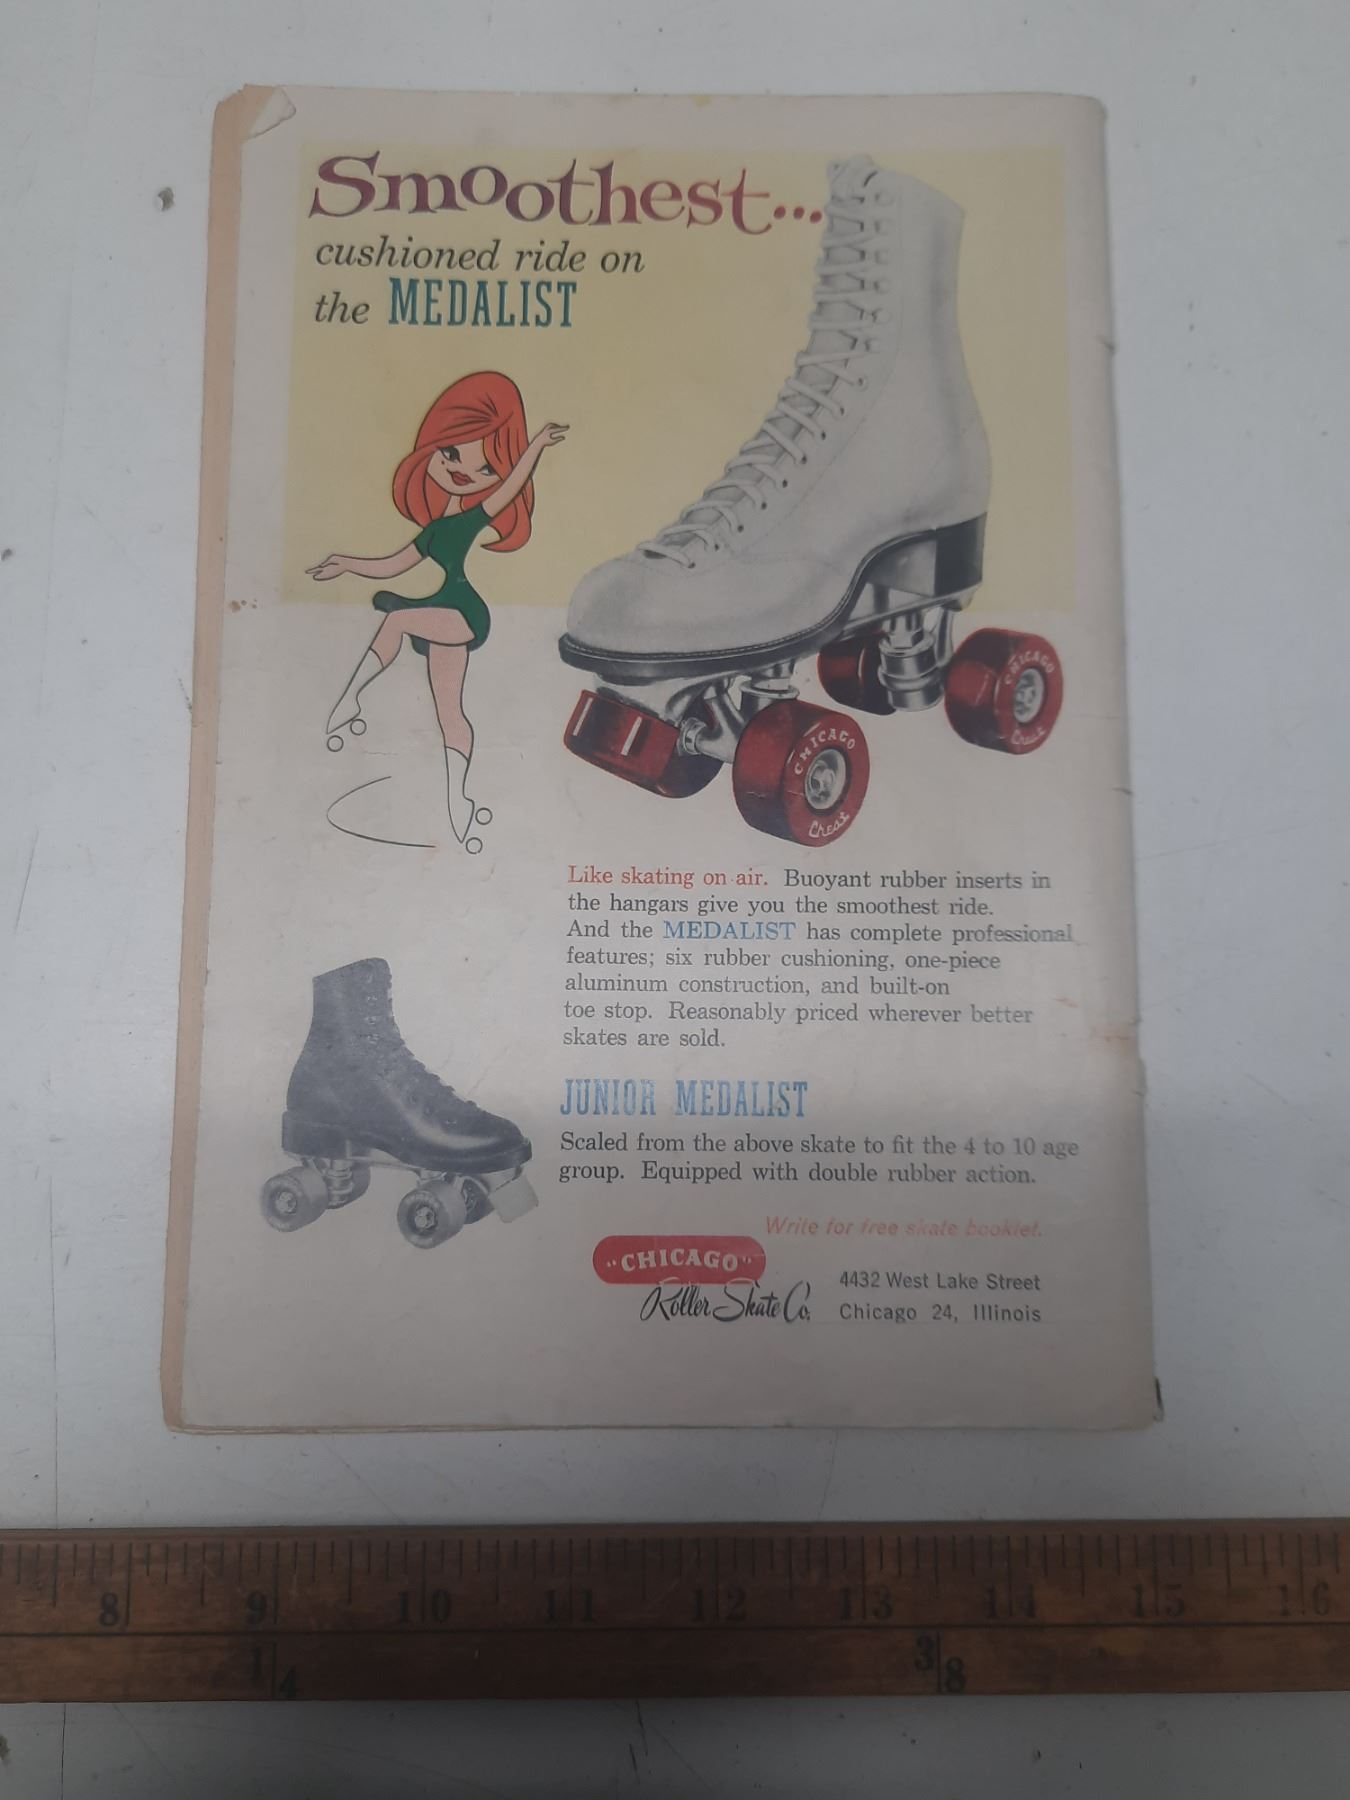 Smoothest...
cushioned ride on
the MEDALIST
CHICAGO
CHICAGO
Like skating on air. Buoyant rubber inserts in
the hangars give you the smoothest ride.
And the MEDALIST has complete professional
features; six rubber cushioning, one-piece
aluminum construction, and built-on
toe stop. Reasonably priced wherever better
skates are sold.
JUNIOR MEDALIST
Scaled from the above skate to fit the 4 to 10 age
group. Equipped with double rubber action.
Write for free skate booklet.
"CHICAGO"
Roller Skate Co.
4432 West Lake Street
Chicago 24, Illinois
8 9 10 11 12 13 14 15 16
1 4 3 8